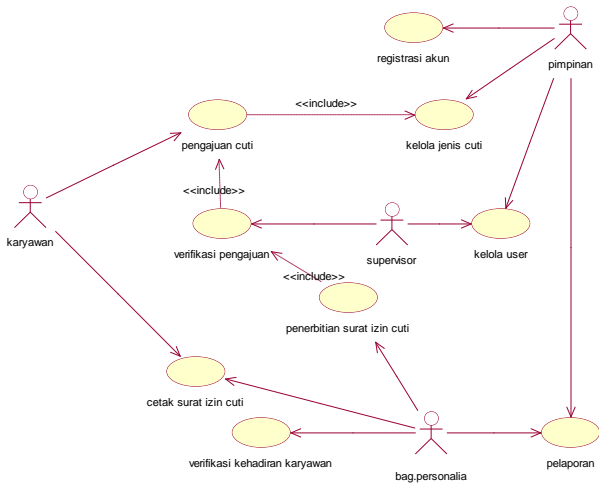 registrasi akun
pimpinan
<<include>>
pengajuan cuti
kelola jenis cuti
<<include>>
karyawan
verifikasi pengajuan
supervisor
kelola user
<<include>>
penerbitian surat izin cuti
cetak surat izin cuti
verifikasi kehadiran karyawan
bag.personalia
pelaporan